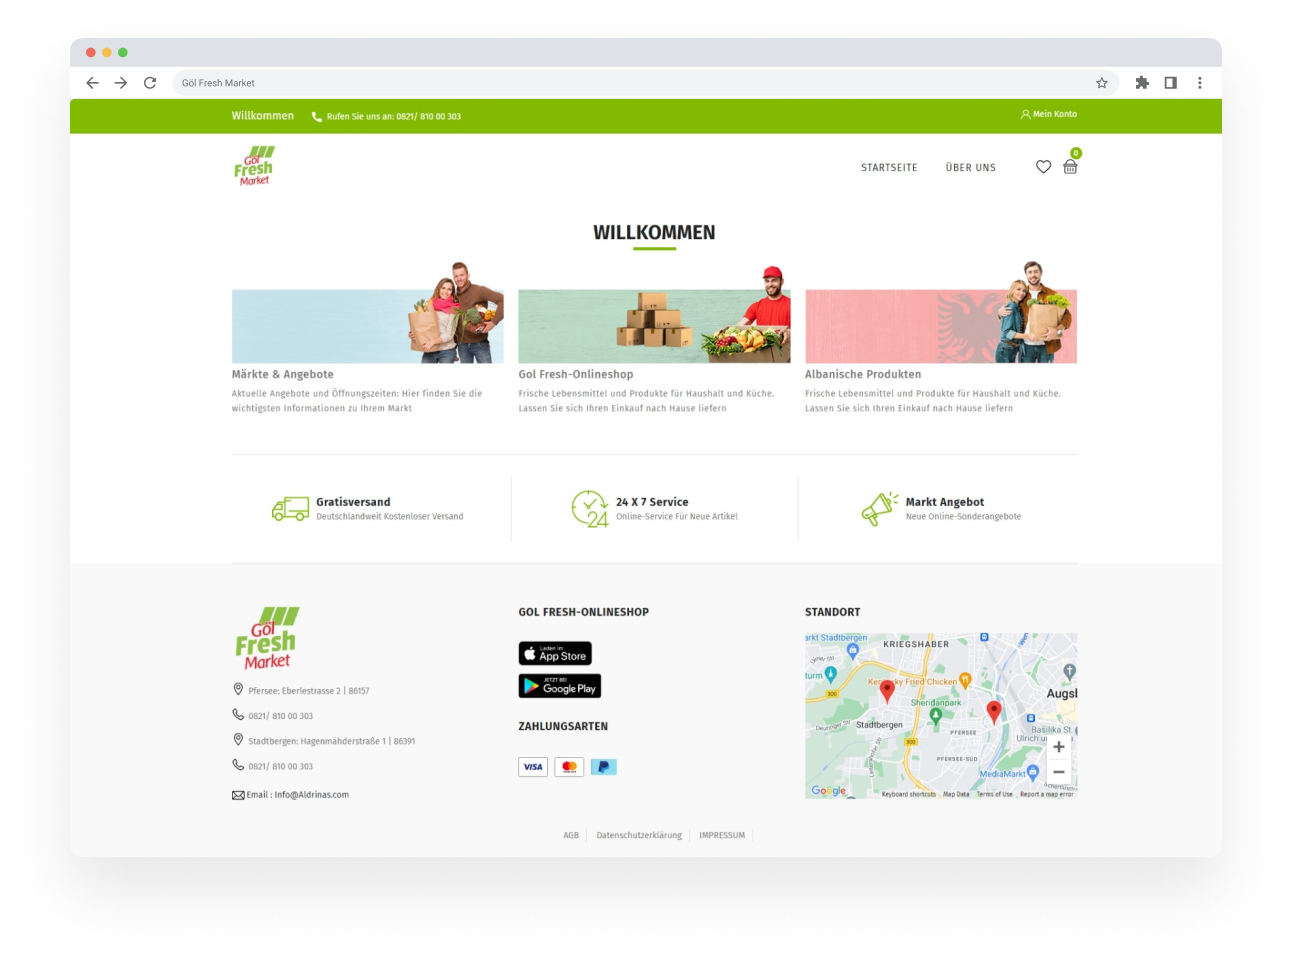 Göl Fresh Market
Willkommen
Rufen Sie uns an: 0821/ 810 00 303
Mein Konto
Göl
Fresh
Market
STARTSEITE
ÜBER UNS
0
WILLKOMMEN
Märkte & Angebote
Aktuelle Angebote und Öffnungszeiten: Hier finden Sie die
wichtigsten Informationen zu Ihrem Markt
Gol Fresh-Onlineshop
Frische Lebensmittel und Produkte für Haushalt und Küche.
Lassen Sie sich Ihren Einkauf nach Hause liefern
Albanische Produkten
Frische Lebensmittel und Produkte für Haushalt und Küche.
Lassen Sie sich Ihren Einkauf nach Hause liefern
Gratisversand
Deutschlandweit Kostenloser Versand
24
24 X 7 Service
Online-Service Für Neue Artikel
Markt Angebot
Neue Online-Sonderangebote
Göl
Fresh
Market
Pfersee: Eberlestrasse 2 | 86157
0821/ 810 00 303
Stadtbergen: Hagenmähderstraße 1 | 86391
0821/ 810 00 303
Email : Info@Aldrinas.com
GOL FRESH-ONLINESHOP
Laden im
App Store
JETZT BEI
Google Play
ZAHLUNGSARTEN
VISA
STANDORT
arkt Stadtbergen
KRIEGSHABER
turm
Kentucky Fried Chicken
300
Sheridanpark
Augsl
Stadtbergen
PFERSEE
Basilika St.
Ulrich u
300
PFERSEE-SÜD
MediaMarkt
+
−
Google
Keyboard shortcuts
Map Data
Terms of Use
Report a map error
AGB
Datenschutzerklärung
IMPRESSUM